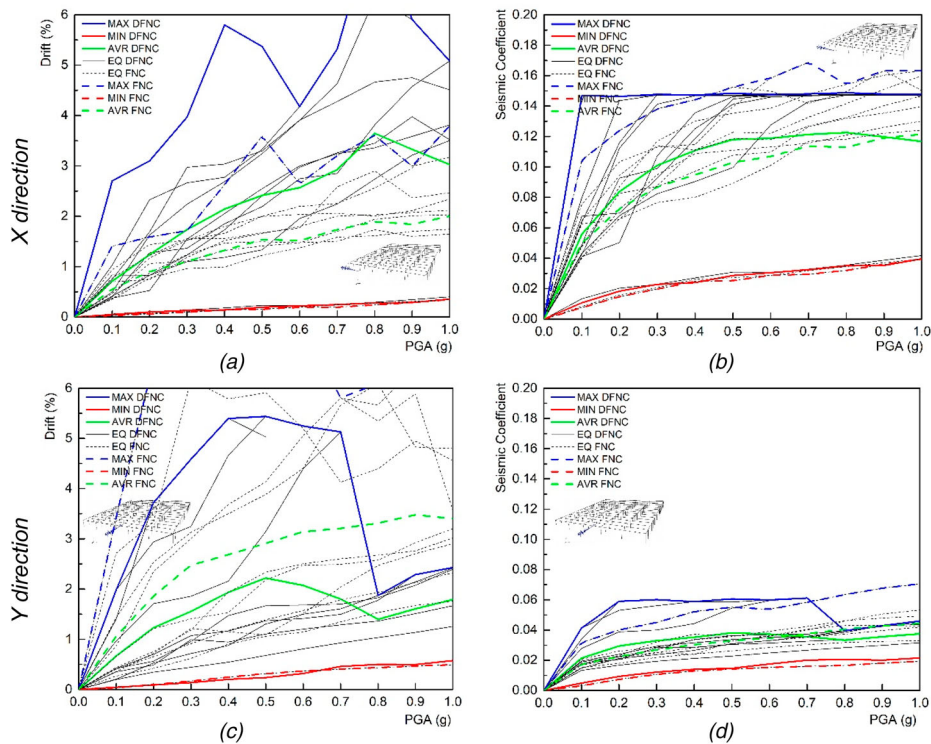 Drift (%)
6
5
4
3
2
1
0
MAX DFNC
MIN DFNC
AVR DFNC
EQ DFNC
EQ FNC
MAX FNC
MIN FNC
AVR FNC
0.0 0.1 0.2 0.3 0.4 0.5 0.6 0.7 0.8 0.9 1.0
PGA (g)
(a)
X direction
Seismic Coefficient
0.20
0.18
0.16
0.14
0.12
0.10
0.08
0.06
0.04
0.02
0.00
MAX DFNC
MIN DFNC
AVR DFNC
EQ DFNC
EQ FNC
MAX FNC
MIN FNC
AVR FNC
0.0 0.1 0.2 0.3 0.4 0.5 0.6 0.7 0.8 0.9 1.0
PGA (g)
(b)
Y direction
Drift (%)
6
5
4
3
2
1
0
MAX DFNC
MIN DFNC
AVR DFNC
EQ DFNC
EQ FNC
MAX FNC
MIN FNC
AVR FNC
0.0 0.1 0.2 0.3 0.4 0.5 0.6 0.7 0.8 0.9 1.0
PGA (g)
(c)
Seismic Coefficient
0.20
0.18
0.16
0.14
0.12
0.10
0.08
0.06
0.04
0.02
0.00
MAX DFNC
MIN DFNC
AVR DFNC
EQ DFNC
EQ FNC
MAX FNC
MIN FNC
AVR FNC
0.0 0.1 0.2 0.3 0.4 0.5 0.6 0.7 0.8 0.9 1.0
PGA (g)
(d)